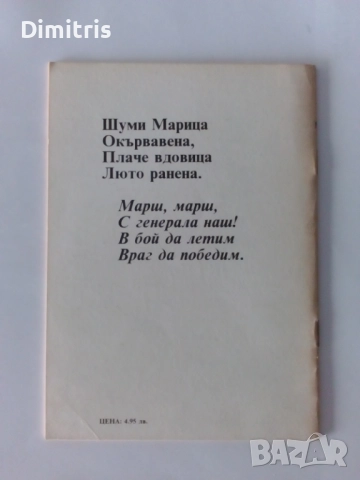 Dimitris
Шуми Марица
Окървавена,
Плаче вдовица
Люто ранена.
Марш, марш,
С генерала наш!
В бой да летим
Враг да победим.
ЦЕНА: 4.95 лв.
BAZAR